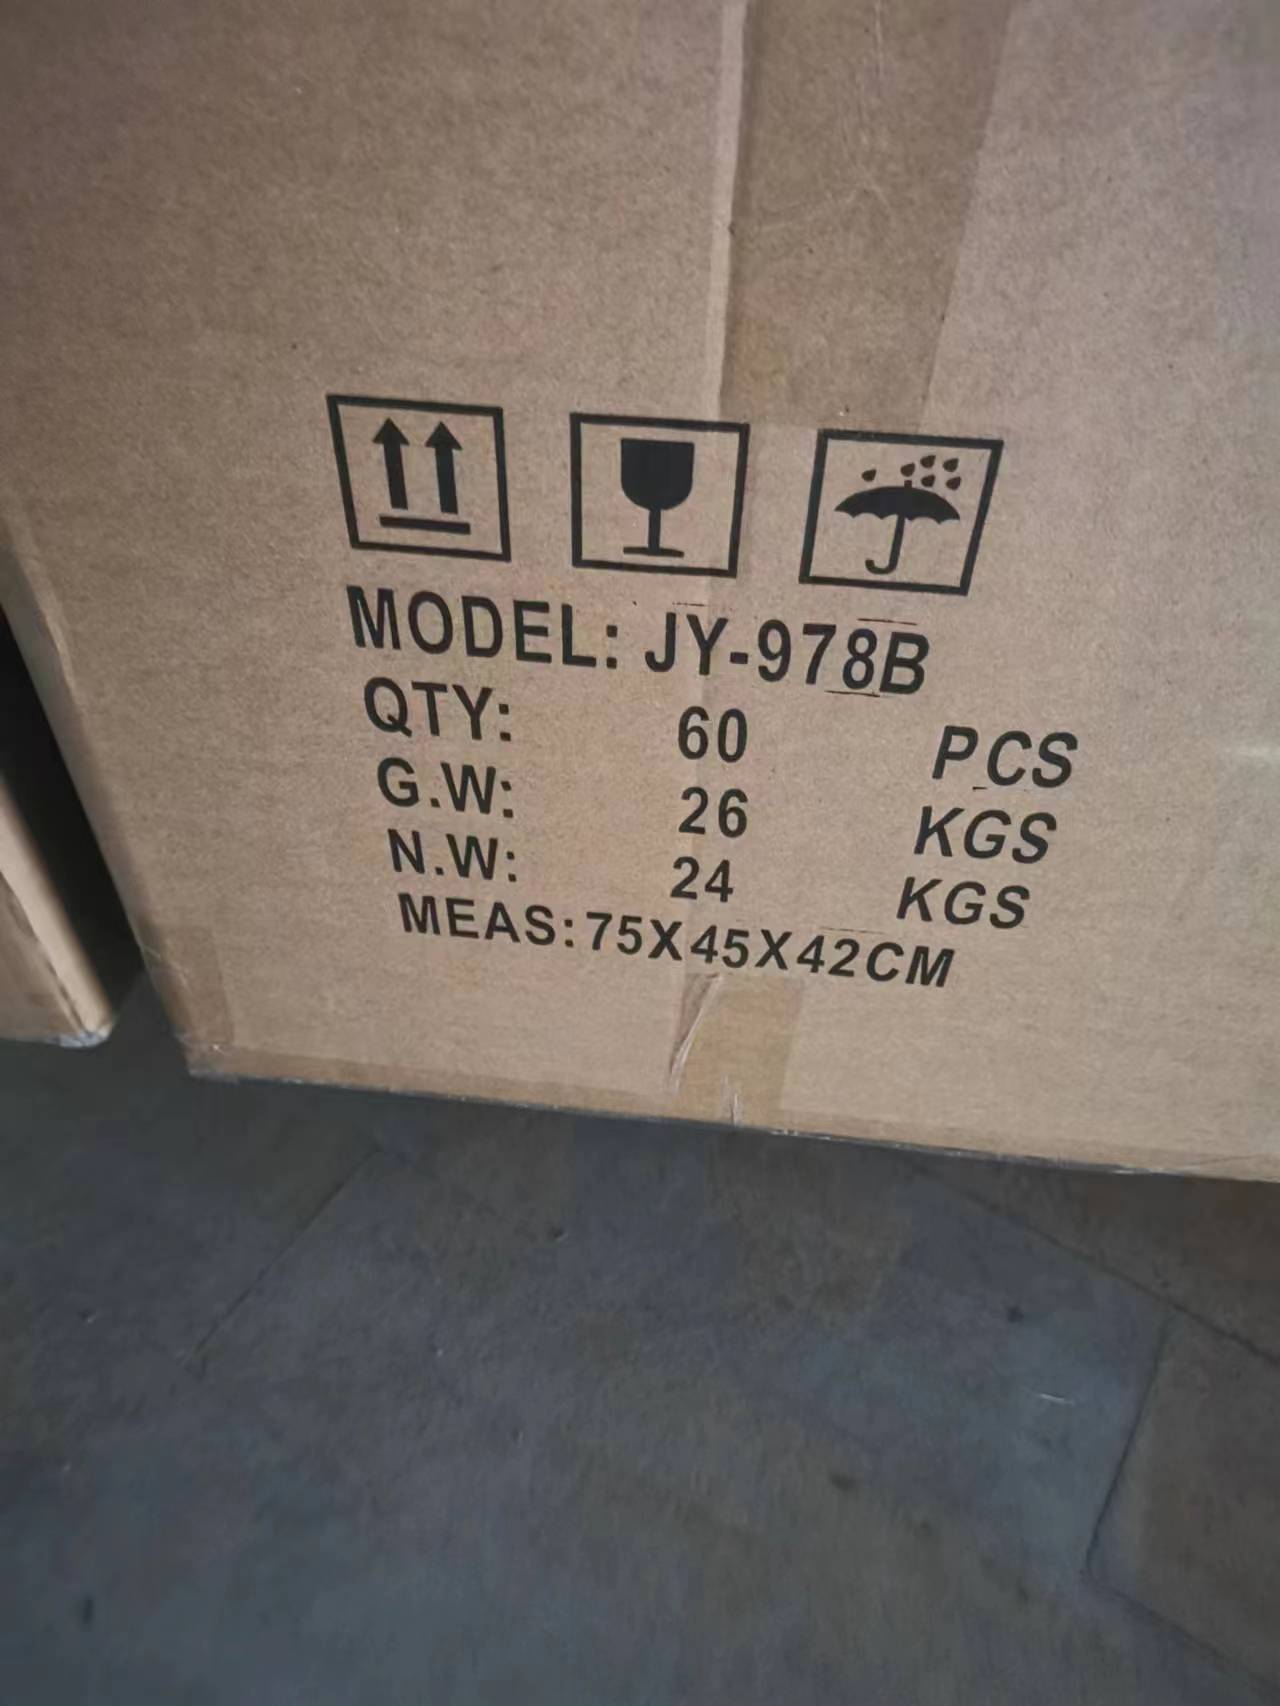 MODEL: JY-978B
QTY: 60 PCS
G.W: 26 KGS
N.W: 24 KGS
MEAS:75X45X42CM